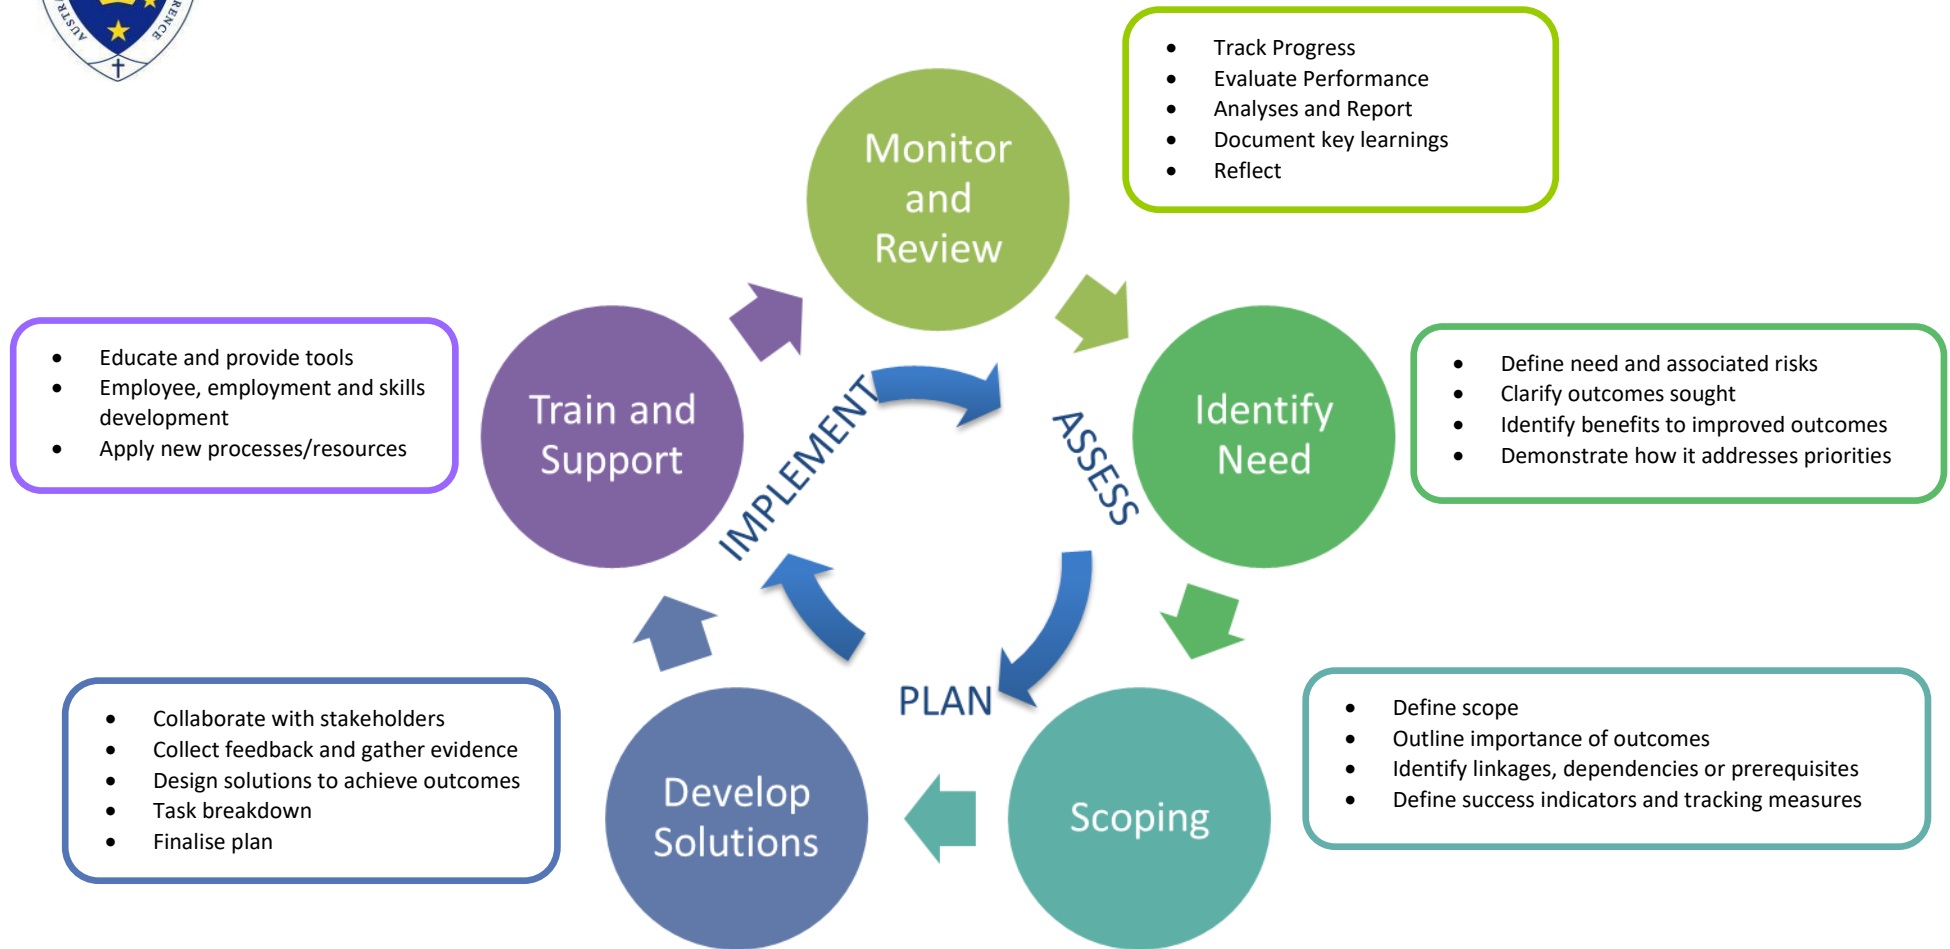 AUSTRA
RENCE
• Track Progress
• Evaluate Performance
• Analyses and Report
• Document key learnings
• Reflect
Monitor
and
Review
• Educate and provide tools
• Employee, employment and skills
development
• Apply new processes/resources
Train and
Support
IMPLEMENT
ASSESS
Identify
Need
• Define need and associated risks
• Clarify outcomes sought
• Identify benefits to improved outcomes
• Demonstrate how it addresses priorities
PLAN
• Collaborate with stakeholders
• Collect feedback and gather evidence
• Design solutions to achieve outcomes
• Task breakdown
• Finalise plan
Develop
Solutions
Scoping
• Define scope
• Outline importance of outcomes
• Identify linkages, dependencies or prerequisites
• Define success indicators and tracking measures